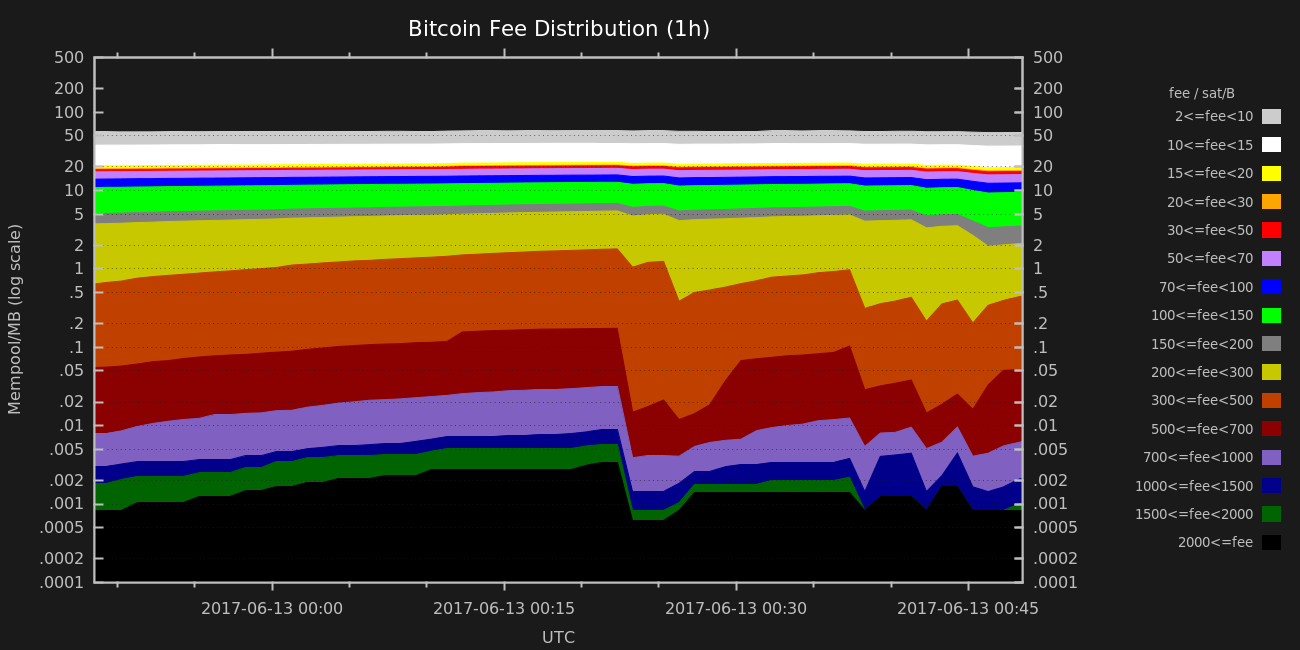 Bitcoin Fee Distribution (1h)
500
200
100
50
20
10
5
2
1
.5
.2
.1
.05
.02
.01
.005
.002
.001
.0005
.0002
.0001
Mempool/MB (log scale)
500
200
100
50
20
10
5
2
1
.5
.2
.1
.05
.02
.01
.005
.002
.001
.0005
.0002
.0001
2017-06-13 00:00
2017-06-13 00:15
2017-06-13 00:30
2017-06-13 00:45
UTC
fee / sat/B
2<=fee<10
10<=fee<15
15<=fee<20
20<=fee<30
30<=fee<50
50<=fee<70
70<=fee<100
100<=fee<150
150<=fee<200
200<=fee<300
300<=fee<500
500<=fee<700
700<=fee<1000
1000<=fee<1500
1500<=fee<2000
2000<=fee